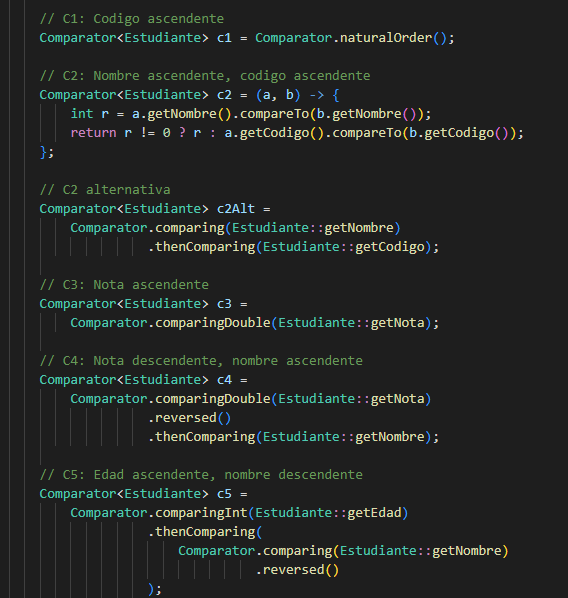 // C1: Codigo ascendente
Comparator<Estudiante> c1 = Comparator.naturalOrder();
// C2: Nombre ascendente, codigo ascendente
Comparator<Estudiante> c2 = (a, b) -> {
int r = a.getNombre().compareTo(b.getNombre());
return r != 0 ? r : a.getCodigo().compareTo(b.getCodigo());
};
// C2 alternativa
Comparator<Estudiante> c2Alt =
Comparator.comparing(Estudiante::getNombre)
.thenComparing(Estudiante::getCodigo);
// C3: Nota ascendente
Comparator<Estudiante> c3 =
Comparator.comparingDouble(Estudiante::getNota);
// C4: Nota descendente, nombre ascendente
Comparator<Estudiante> c4 =
Comparator.comparingDouble(Estudiante::getNota)
.reversed()
.thenComparing(Estudiante::getNombre);
// C5: Edad ascendente, nombre descendente
Comparator<Estudiante> c5 =
Comparator.comparingInt(Estudiante::getEdad)
.thenComparing(
Comparator.comparing(Estudiante::getNombre)
.reversed()
);